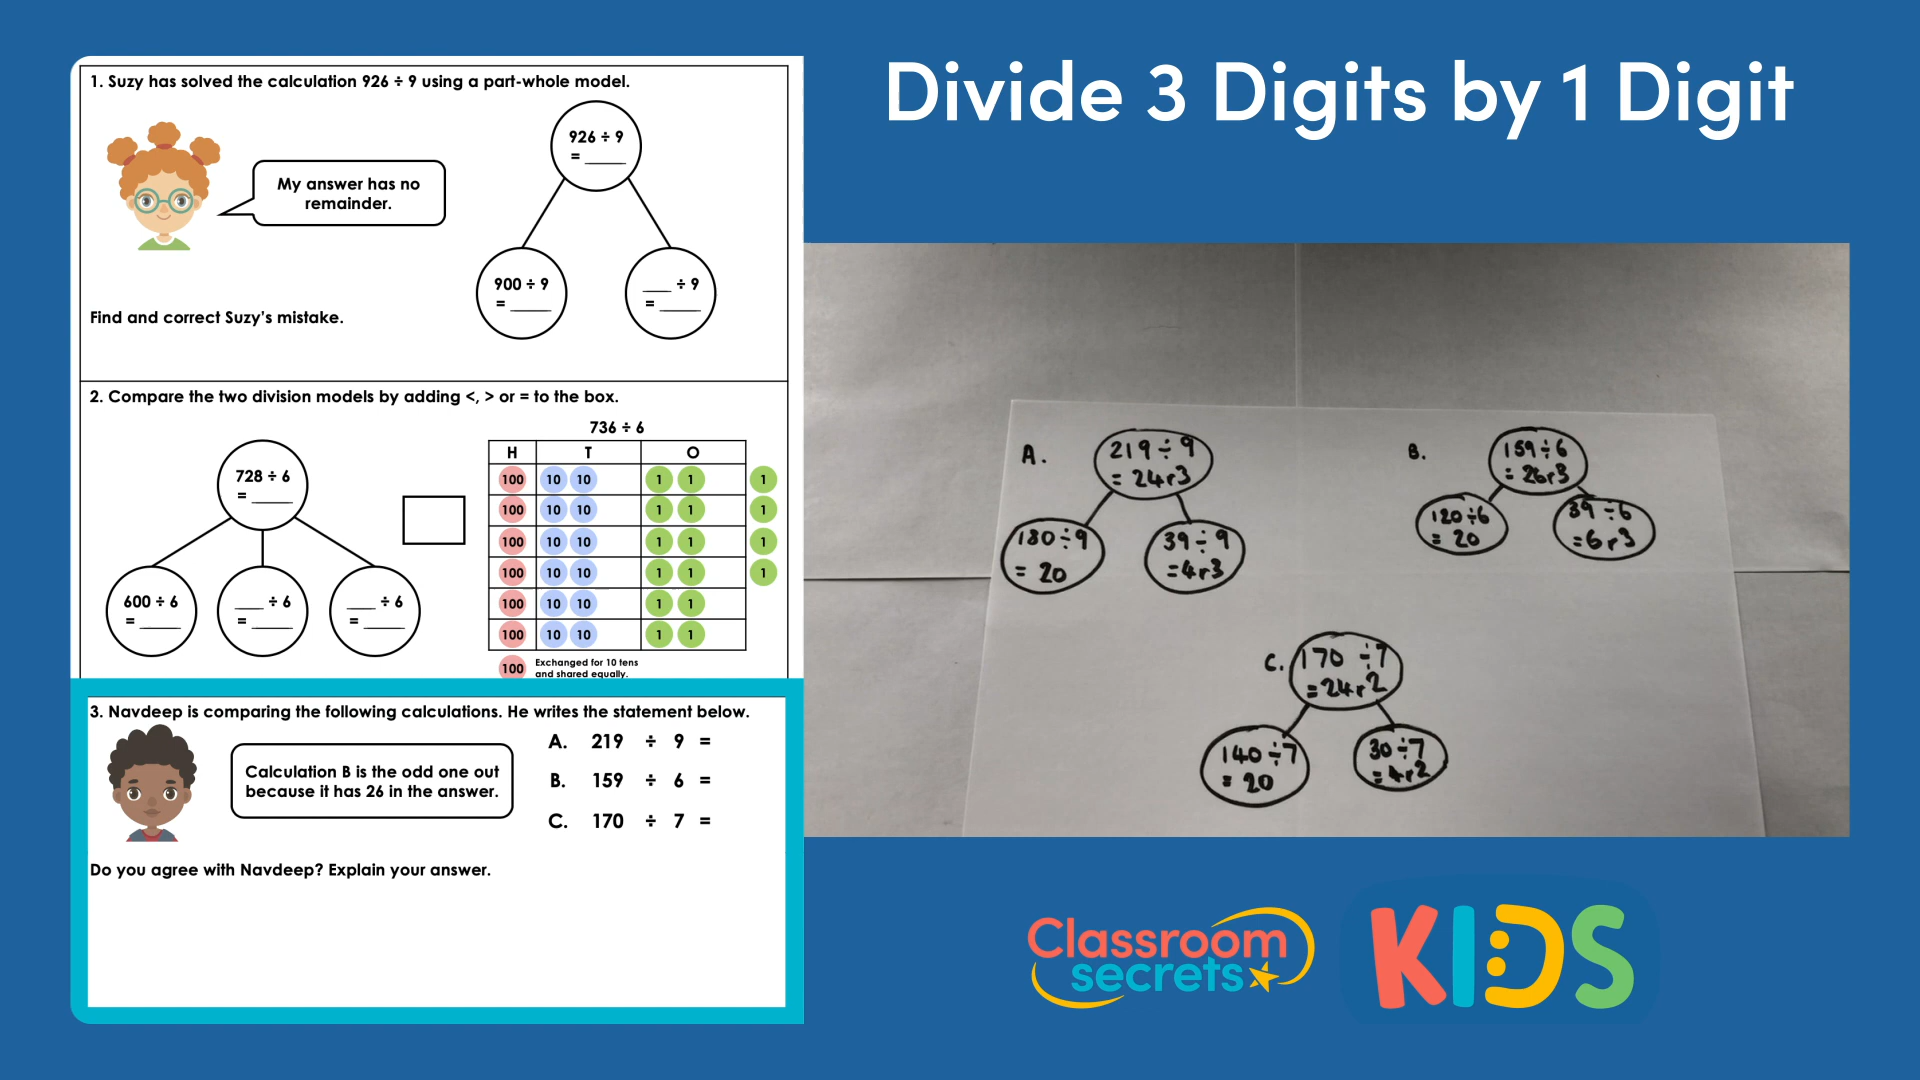 Divide 3 Digits by 1 Digit
1. Suzy has solved the calculation 926 ÷ 9 using a part-whole model.
My answer has no
remainder.
926 ÷ 9
= ____
900 ÷ 9
= ____
___ ÷ 9
= ____
Find and correct Suzy's mistake.
2. Compare the two division models by adding <, > or = to the box.
728 ÷ 6
= ____
600 ÷ 6
= ____
___ ÷ 6
= ____
___ ÷ 6
= ____
736 ÷ 6
H T O
100 10 10 1 1 1
100 10 10 1 1 1
100 10 10 1 1 1
100 10 10 1 1 1
100 10 10 1 1
100 10 10 1 1
100 Exchanged for 10 tens
and shared equally.
3. Navdeep is comparing the following calculations. He writes the statement below.
Calculation B is the odd one out
because it has 26 in the answer.
A. 219 ÷ 9 =
B. 159 ÷ 6 =
C. 170 ÷ 7 =
Do you agree with Navdeep? Explain your answer.
A.
219 ÷ 9
= 24r3
180 ÷ 9
= 20
39 ÷ 9
= 4r3
B.
159 ÷ 6
= 26r3
120 ÷ 6
= 20
39 ÷ 6
= 6r3
C.
170 ÷ 7
= 24r2
140 ÷ 7
= 20
30 ÷ 7
= 4r2
Classroom
secrets
KIDS